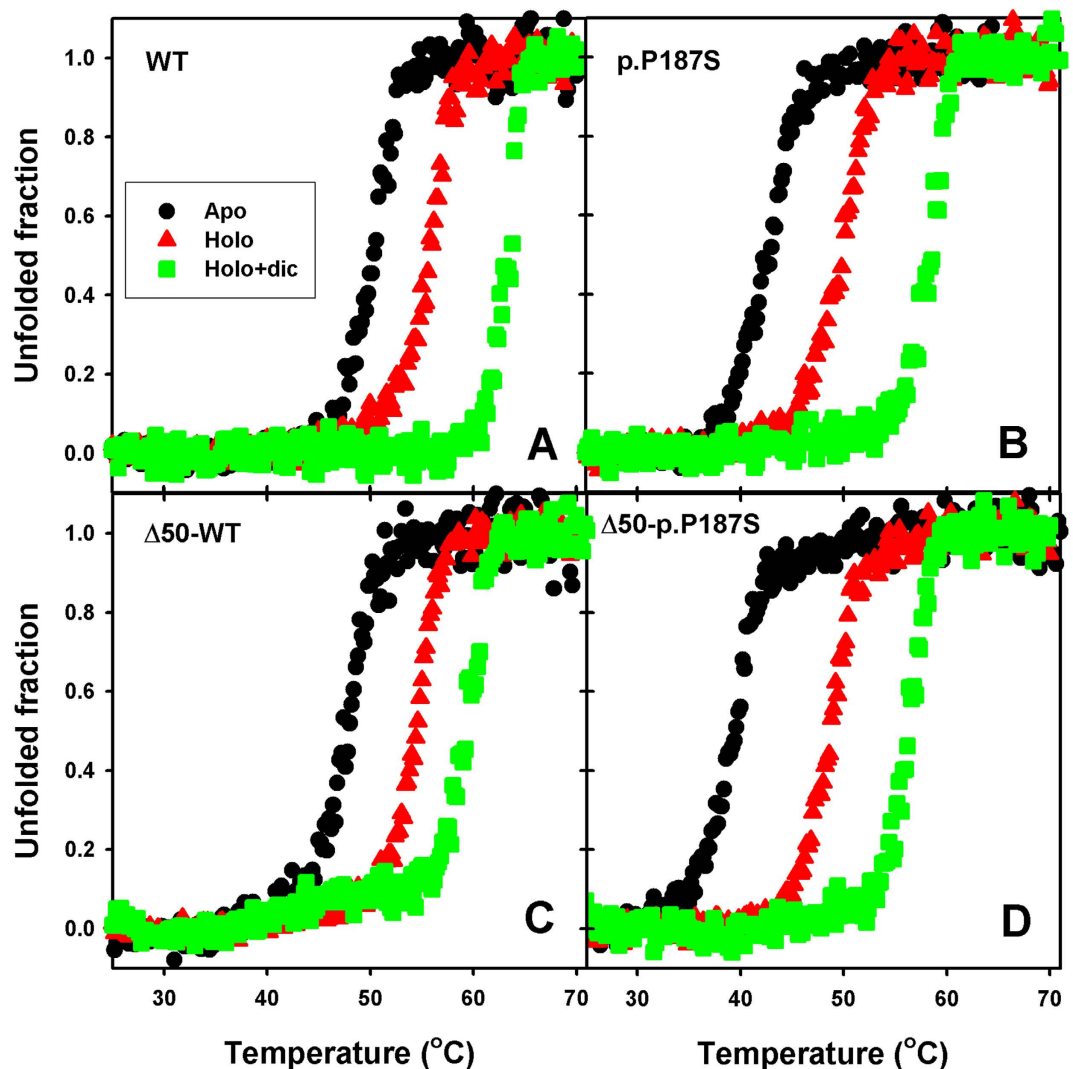 WT
p.P187S
Apo
Holo
Holo+dic
1.0
0.8
0.6
0.4
0.2
0.0
Unfolded fraction
A
B
Δ50-WT
Δ50-p.P187S
1.0
0.8
0.6
0.4
0.2
0.0
Unfolded fraction
C
D
30 40 50 60 70
30 40 50 60 70
Temperature (°C)
Temperature (°C)